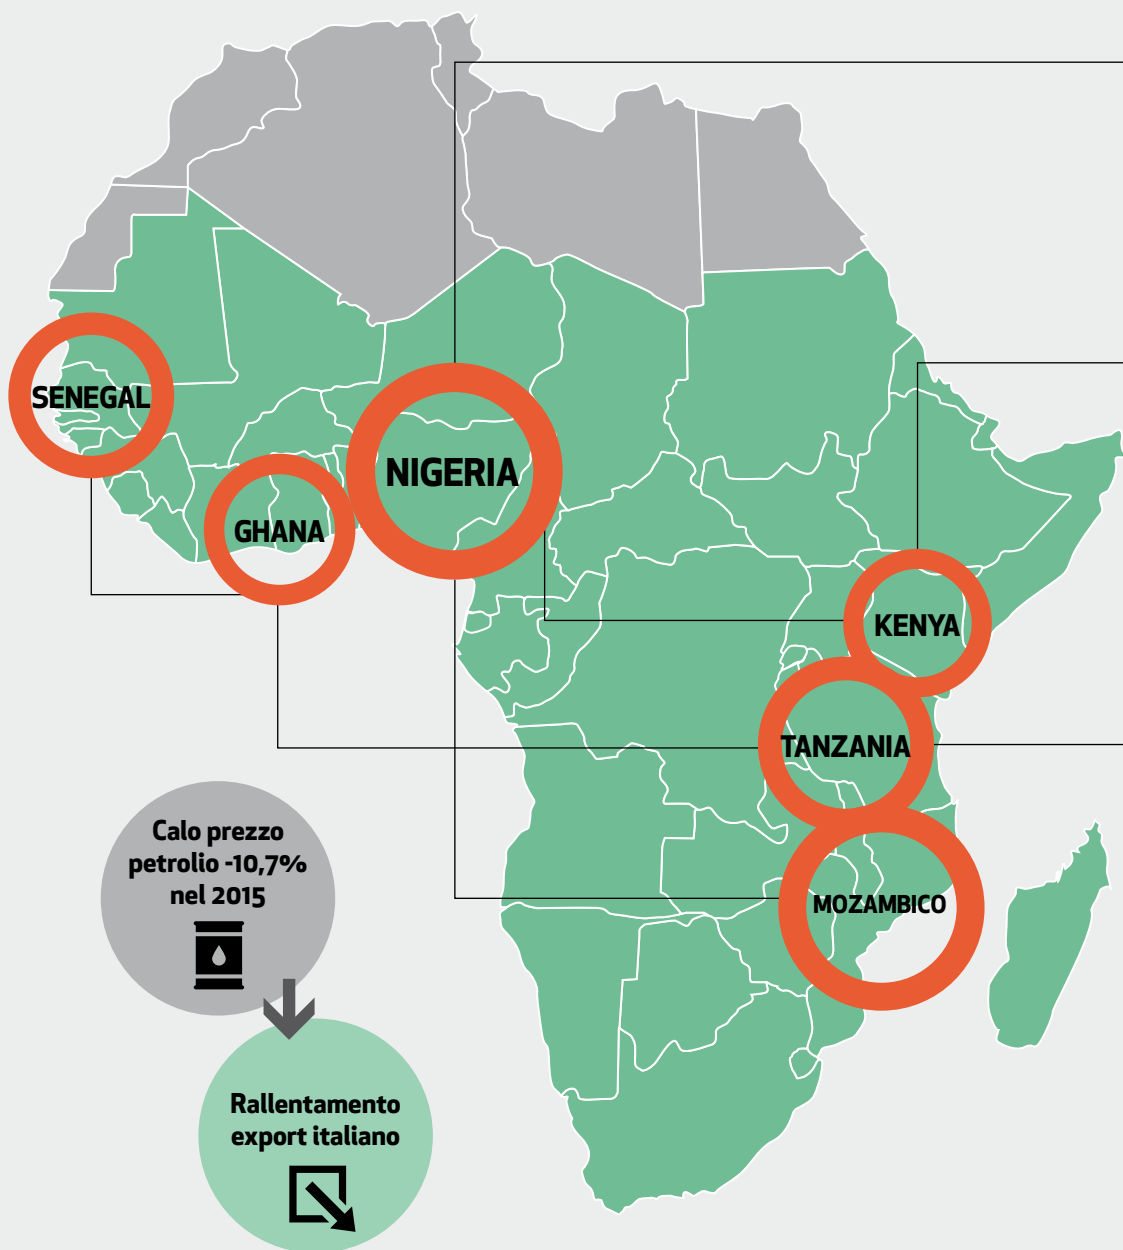 SENEGAL
NIGERIA
GHANA
KENYA
TANZANIA
MOZAMBICO
Calo prezzo
petrolio -10,7%
nel 2015
Rallentamento
export italiano